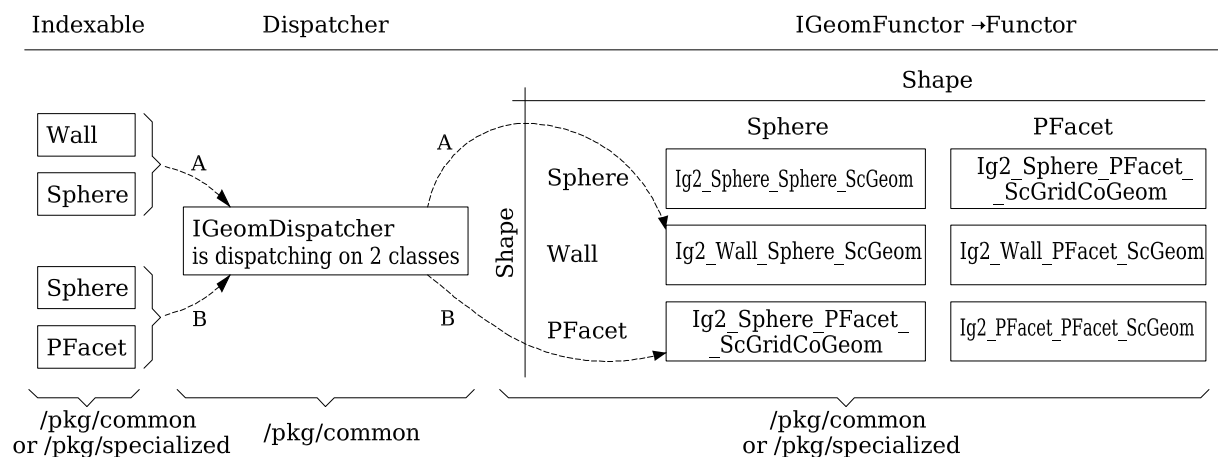 Indexable Dispatcher IGeomFunctor →Functor
Shape
Sphere PFacet
Wall
Sphere
A
IGeomDispatcher
is dispatching on 2 classes
Sphere
PFacet
B
A
B
Shape
Sphere Ig2_Sphere_Sphere_ScGeom
Ig2_Sphere_PFacet_
_ScGridCoGeom
Wall Ig2_Wall_Sphere_ScGeom Ig2_Wall_PFacet_ScGeom
PFacet
Ig2_Sphere_PFacet_
_ScGridCoGeom
Ig2_PFacet_PFacet_ScGeom
/pkg/common
or /pkg/specialized
/pkg/common
/pkg/common
or /pkg/specialized